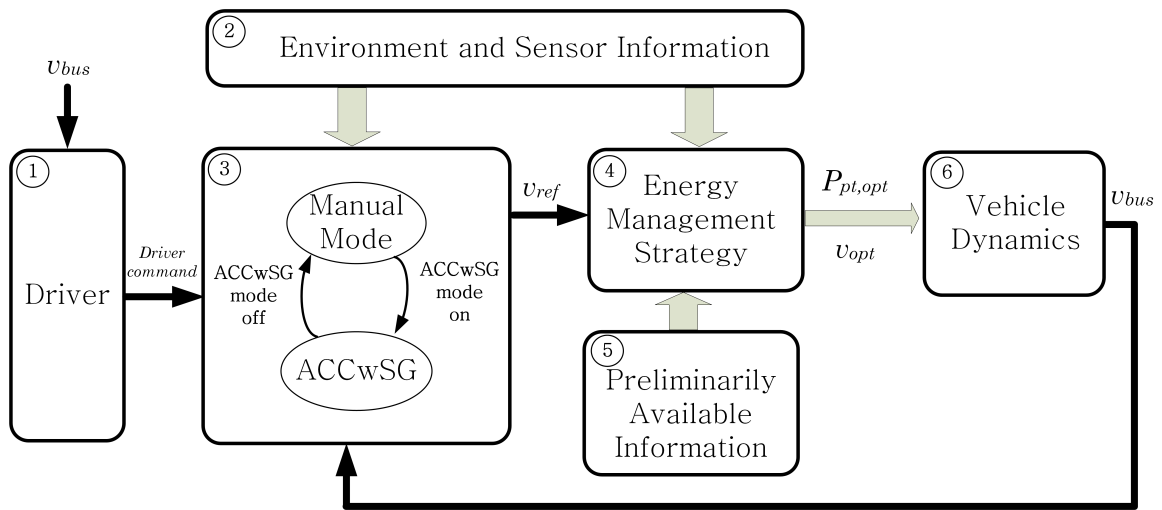 2
Environment and Sensor Information
v_bus
1
Driver
Driver
command
3
Manual
Mode
ACCwSG
mode
off
ACCwSG
mode
on
ACCwSG
v_ref
4
Energy
Management
Strategy
5
Preliminarily
Available
Information
P_pt,opt
v_opt
6
Vehicle
Dynamics
v_bus